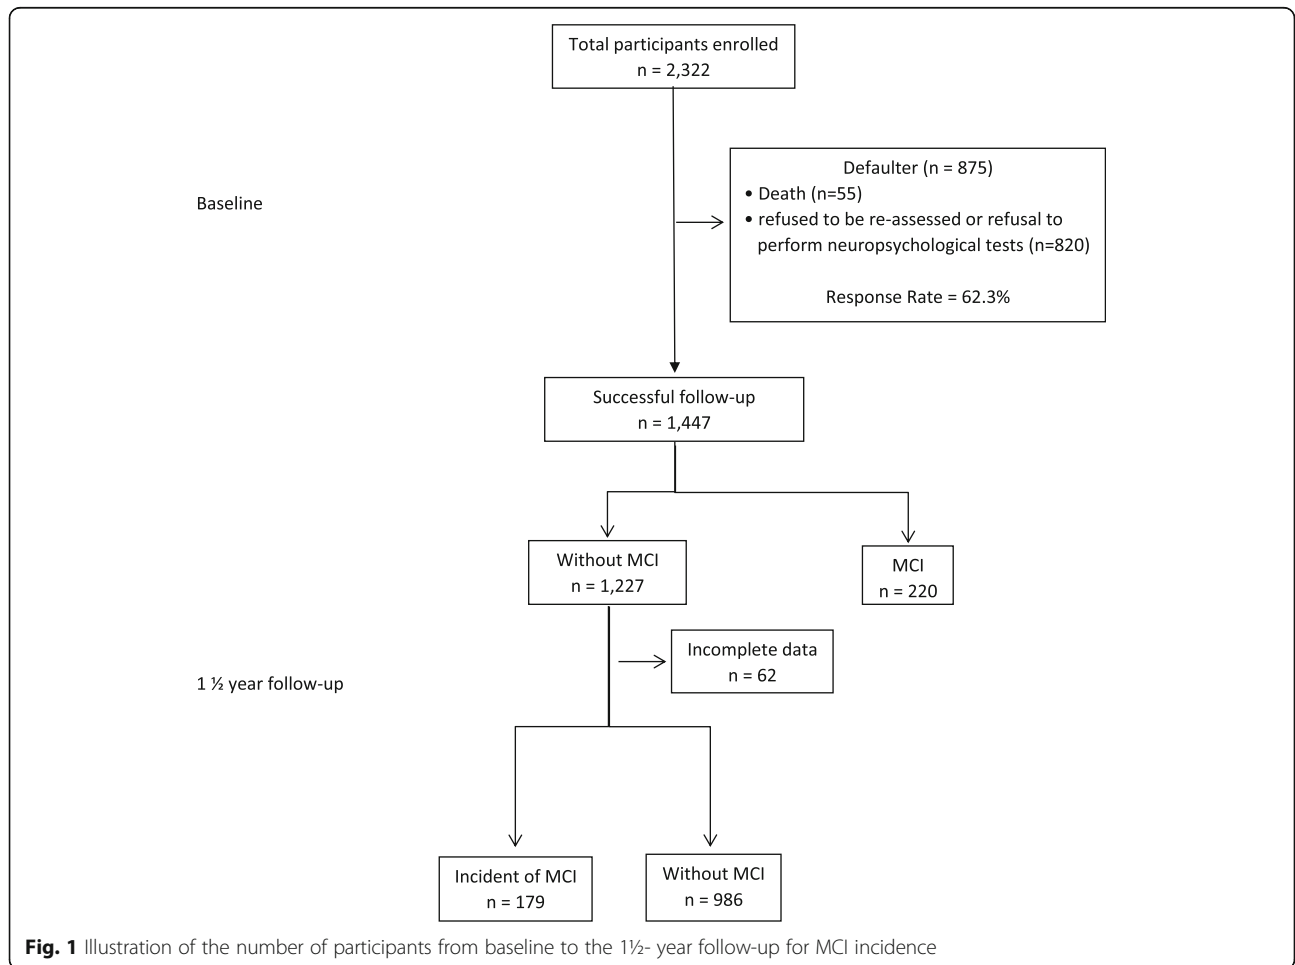 Total participants enrolled
n = 2,322
Baseline
Defaulter (n = 875)
• Death (n=55)
• refused to be re-assessed or refusal to
perform neuropsychological tests (n=820)
Response Rate = 62.3%
Successful follow-up
n = 1,447
Without MCI
n = 1,227
MCI
n = 220
Incomplete data
n = 62
1 ½ year follow-up
Incident of MCI
n = 179
Without MCI
n = 986
Fig. 1 Illustration of the number of participants from baseline to the 1½- year follow-up for MCI incidence